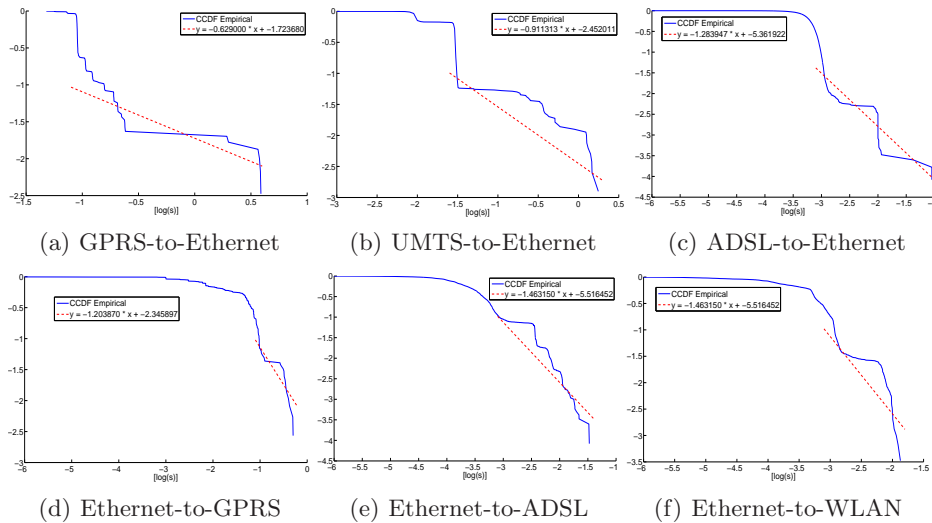 CCDF Empirical
y = −0.629000 * x + −1.723680
0
−0.5
−1
−1.5
−2
−2.5
−1.5 −1 −0.5 0 0.5 1
[log(s)]
(a) GPRS-to-Ethernet
CCDF Empirical
y = −0.911313 * x + −2.452011
0
−0.5
−1
−1.5
−2
−2.5
−3
−3 −2.5 −2 −1.5 −1 −0.5 0 0.5
[log(s)]
(b) UMTS-to-Ethernet
CCDF Empirical
y = −1.283947 * x + −5.361922
0
−0.5
−1
−1.5
−2
−2.5
−3
−3.5
−4
−4.5
−6 −5.5 −5 −4.5 −4 −3.5 −3 −2.5 −2 −1.5 −1
[log(s)]
(c) ADSL-to-Ethernet
CCDF Empirical
y = −1.203870 * x + −2.345897
0
−0.5
−1
−1.5
−2
−2.5
−3
−6 −5 −4 −3 −2 −1 0
[log(s)]
(d) Ethernet-to-GPRS
CCDF Empirical
y = −1.463150 * x + −5.516452
0
−0.5
−1
−1.5
−2
−2.5
−3
−3.5
−4
−4.5
−6 −5.5 −5 −4.5 −4 −3.5 −3 −2.5 −2 −1.5 −1
[log(s)]
(e) Ethernet-to-ADSL
CCDF Empirical
y = −1.463150 * x + −5.516452
0
−0.5
−1
−1.5
−2
−2.5
−3
−3.5
−6 −5.5 −5 −4.5 −4 −3.5 −3 −2.5 −2 −1.5
[log(s)]
(f) Ethernet-to-WLAN